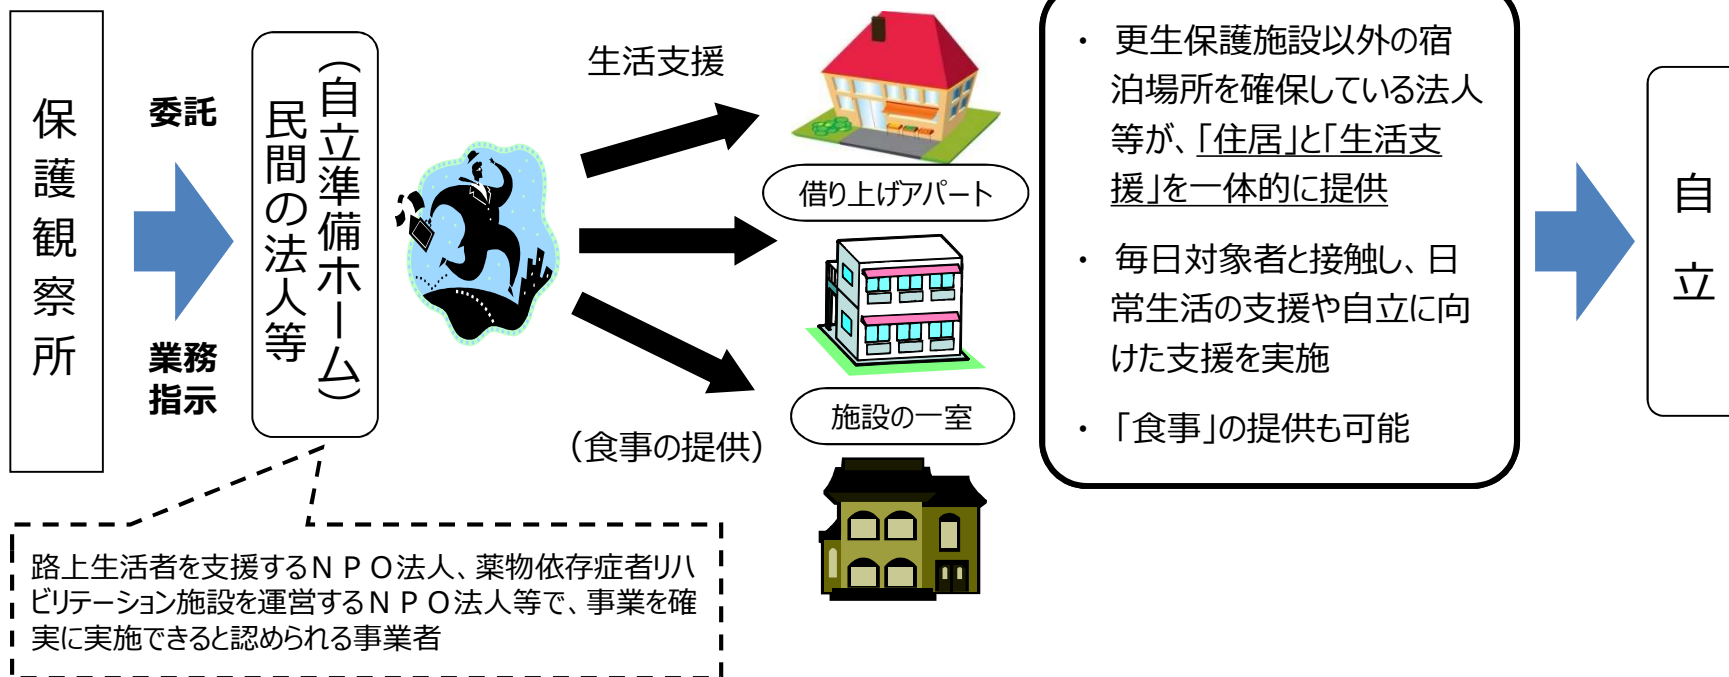 保護観察所
委託
業務
指示
（自立準備ホーム）
民間の法人等
生活支援
借り上げアパート
施設の一室
（食事の提供）
・ 更生保護施設以外の宿
泊場所を確保している法人
等が、「住居」と「生活支
援」を一体的に提供
・ 毎日対象者と接触し、日
常生活の支援や自立に向
けた支援を実施
・ 「食事」の提供も可能
自立
路上生活者を支援するＮＰＯ法人、薬物依存症者リハ
ビリテーション施設を運営するＮＰＯ法人等で、事業を確
実に実施できると認められる事業者